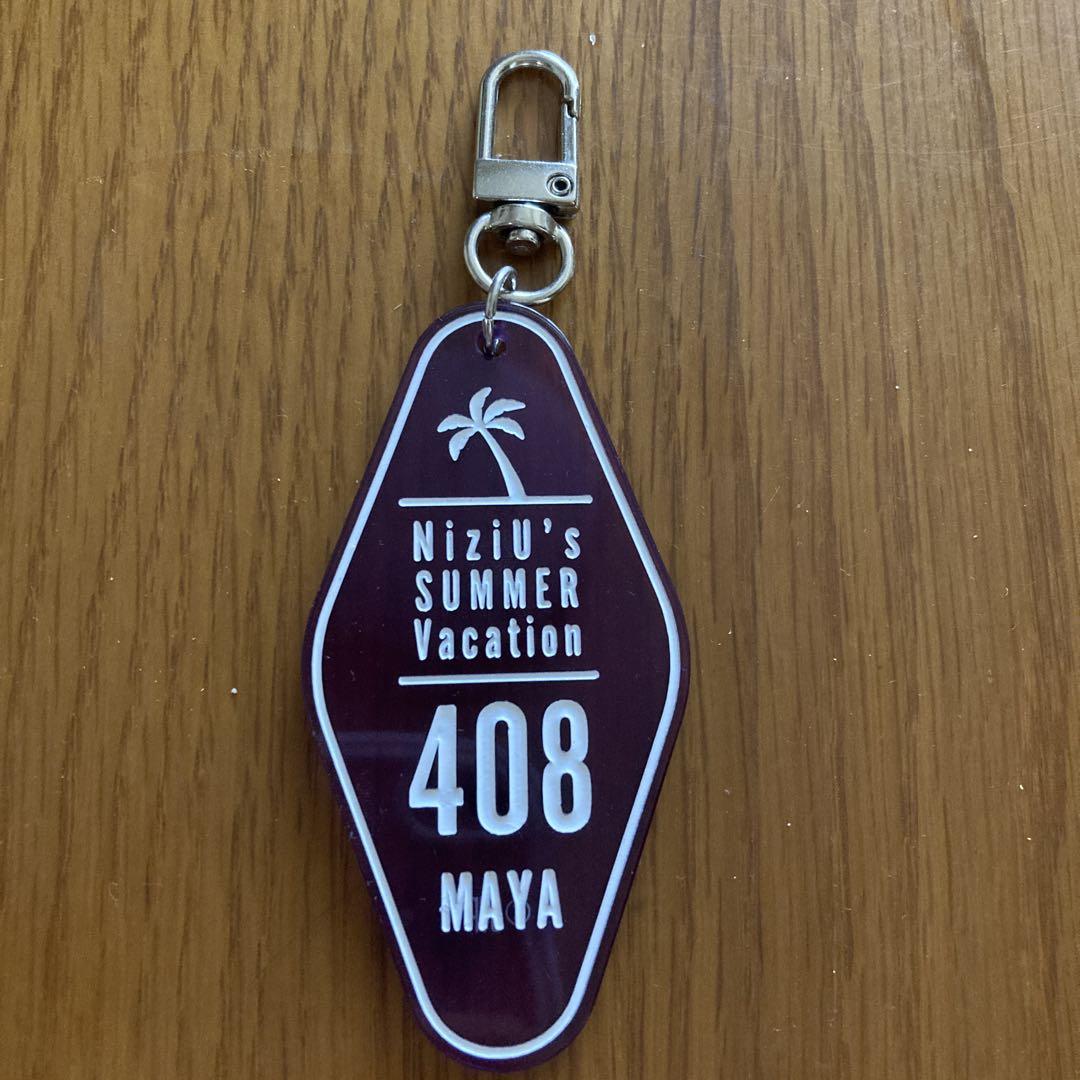 NiziU's
SUMMER
Vacation
408
MAYA